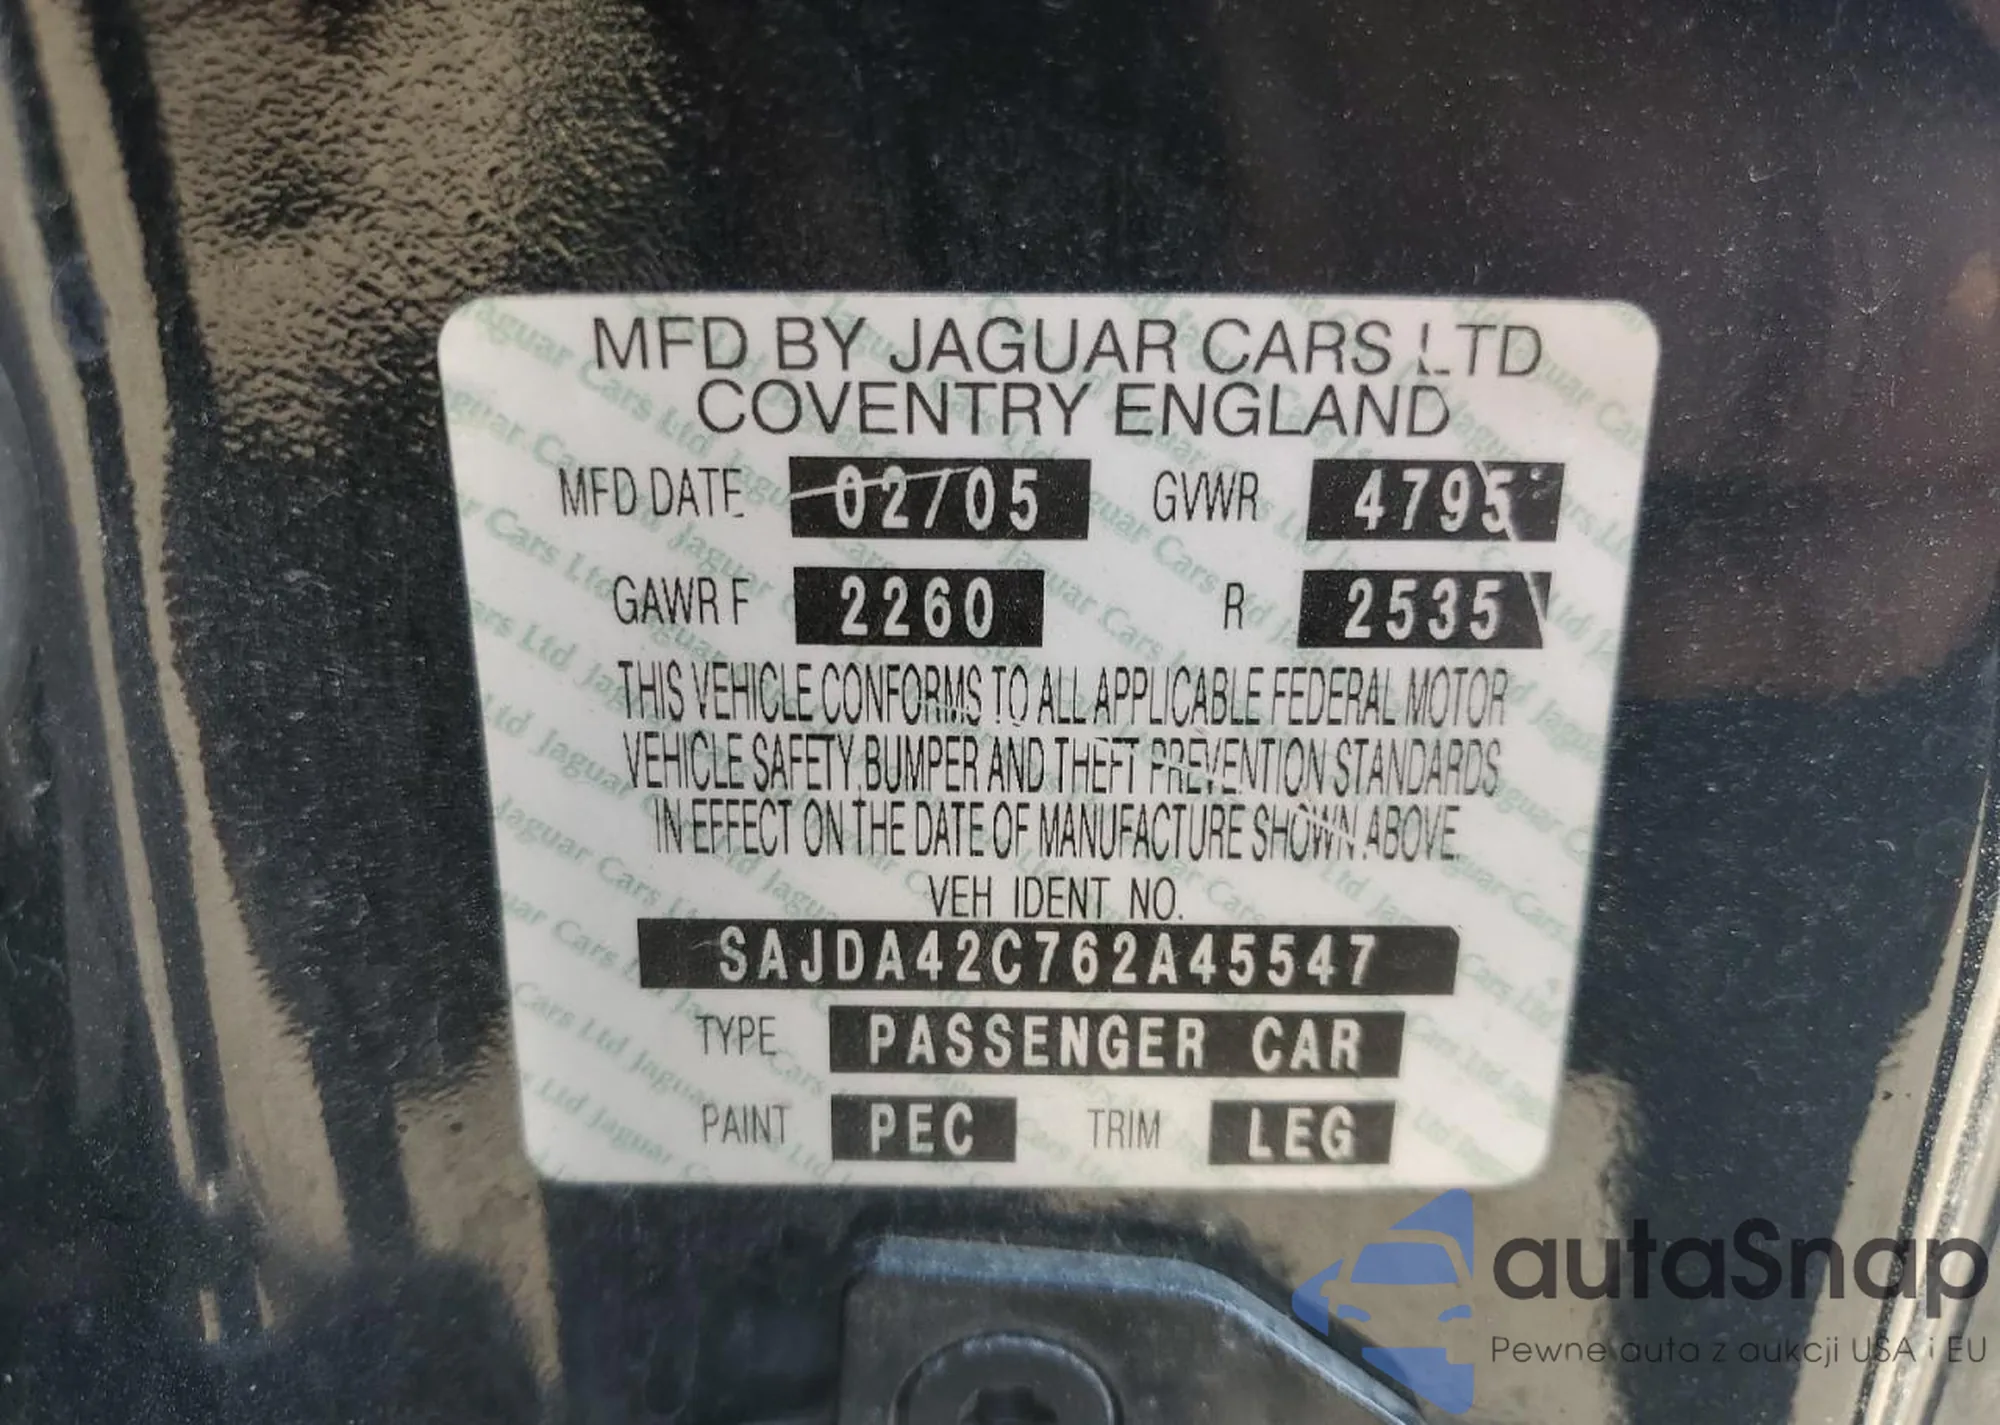 MFD BY JAGUAR CARS LTD
COVENTRY ENGLAND
MFD DATE 02/05 GVWR 4795
GAWR F 2260 R 2535
THIS VEHICLE CONFORMS TO ALL APPLICABLE FEDERAL MOTOR
VEHICLE SAFETY, BUMPER AND THEFT PREVENTION STANDARDS
IN EFFECT ON THE DATE OF MANUFACTURE SHOWN ABOVE.
VEH IDENT NO.
SAJDA42C762A45547
TYPE PASSENGER CAR
PAINT PEC TRIM LEG
autaSnap
Pewne auta z aukcji USA i EU